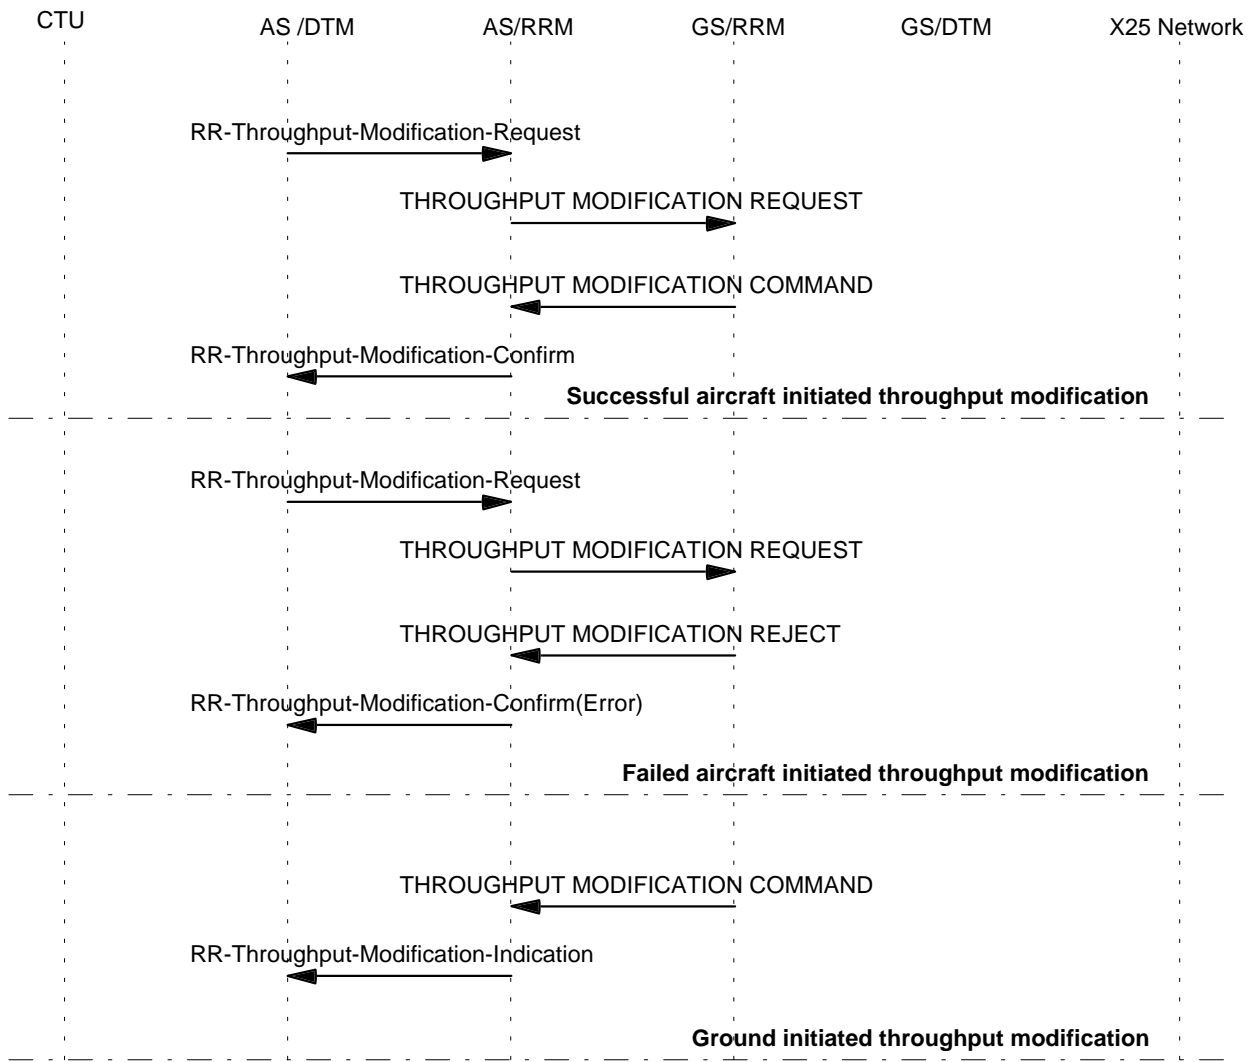 CTU AS /DTM AS/RRM GS/RRM GS/DTM X25 Network
RR-Throughput-Modification-Request
THROUGHPUT MODIFICATION REQUEST
THROUGHPUT MODIFICATION COMMAND
RR-Throughput-Modification-Confirm
Successful aircraft initiated throughput modification
RR-Throughput-Modification-Request
THROUGHPUT MODIFICATION REQUEST
THROUGHPUT MODIFICATION REJECT
RR-Throughput-Modification-Confirm(Error)
Failed aircraft initiated throughput modification
THROUGHPUT MODIFICATION COMMAND
RR-Throughput-Modification-Indication
Ground initiated throughput modification